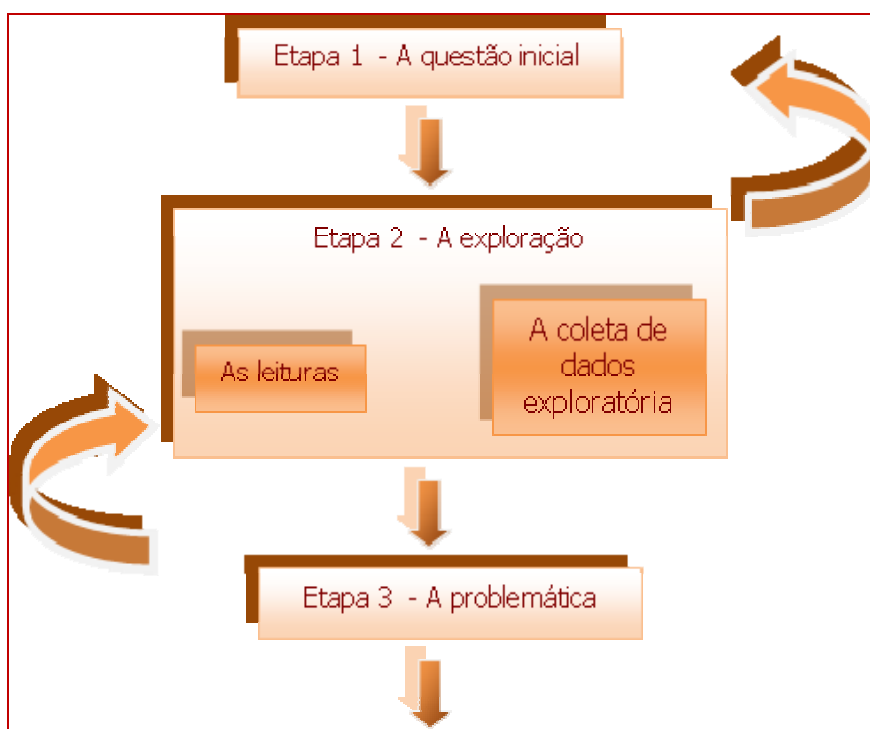 Etapa 1 - A questão inicial
Etapa 2 - A exploração
As leituras
A coleta de
dados
exploratória
Etapa 3 - A problemática